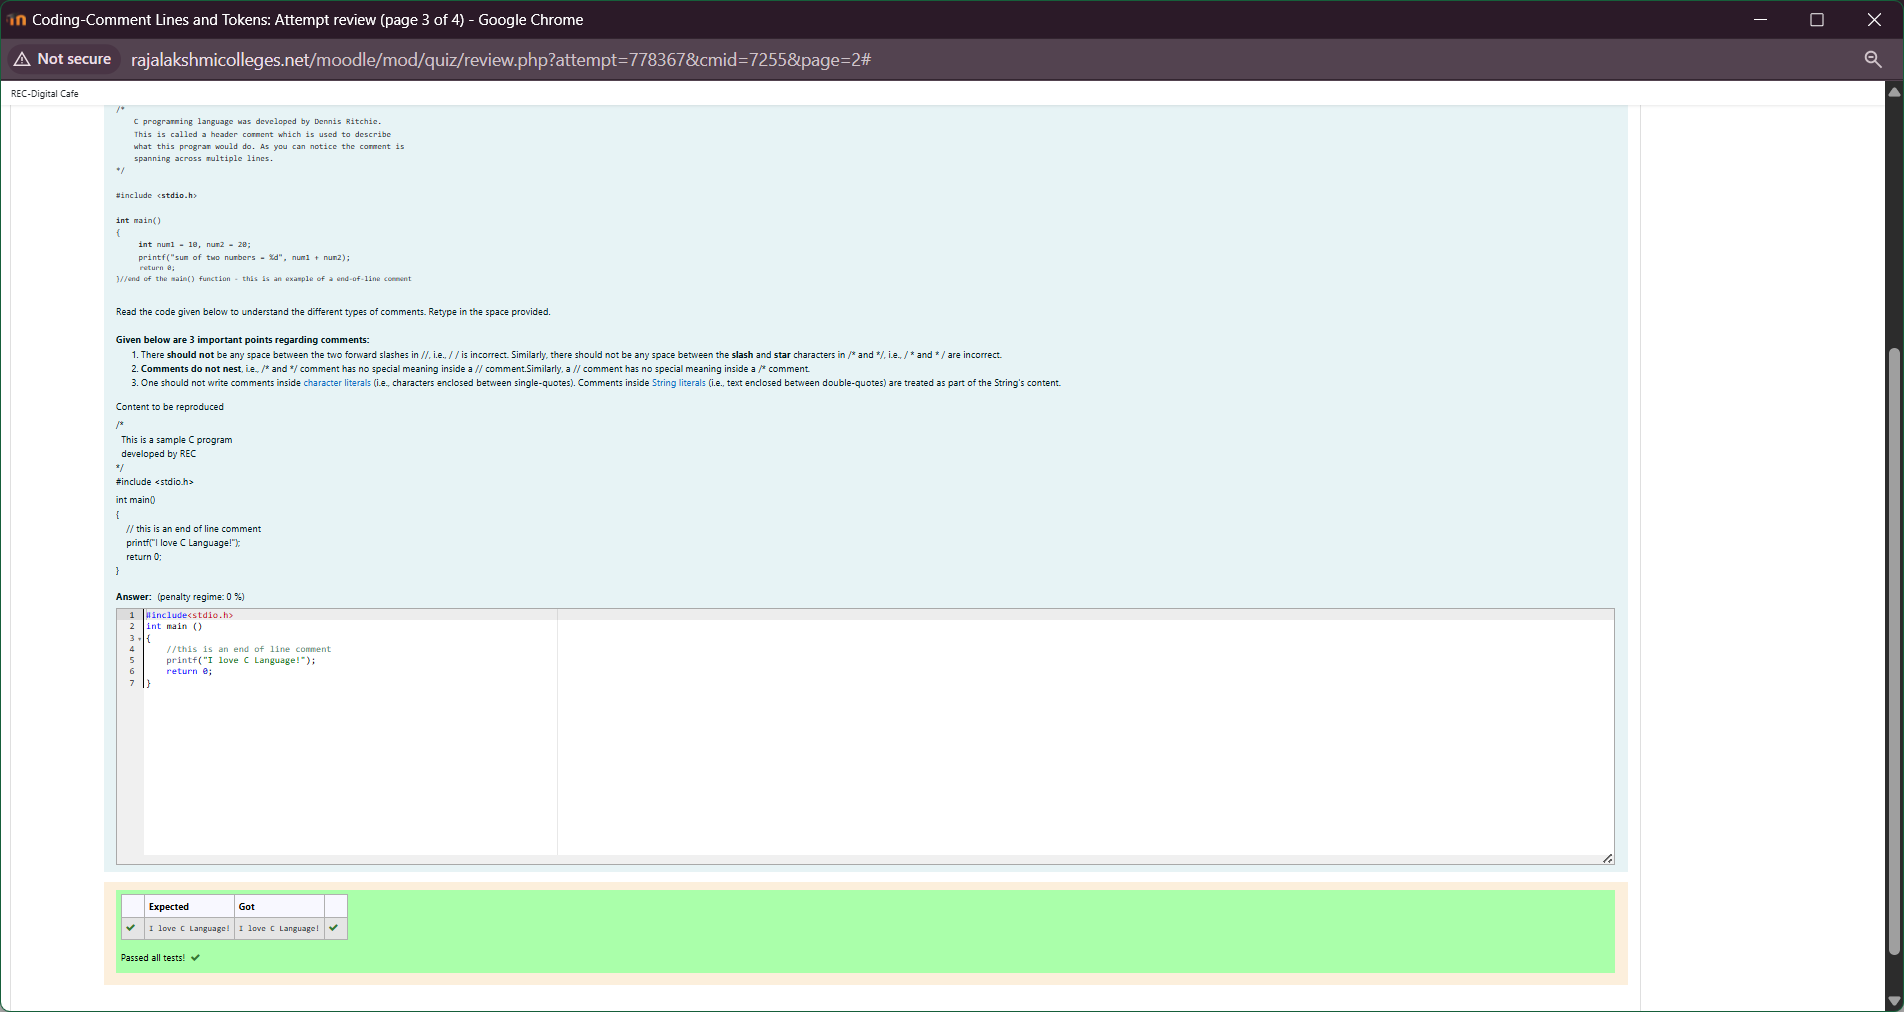 Coding-Comment Lines and Tokens: Attempt review (page 3 of 4) - Google Chrome
Not secure rajalakshmicolleges.net/moodle/mod/quiz/review.php?attempt=778367&cmid=7255&page=2#
REC-Digital Cafe
/*
C programming language was developed by Dennis Ritchie.
This is called a header comment which is used to describe
what this program would do. As you can notice the comment is
spanning across multiple lines.
*/
#include <stdio.h>
int main()
{
int num1 = 10, num2 = 20;
printf("sum of two numbers = %d", num1 + num2);
return 0;
}//end of the main() function - this is an example of a end-of-line comment
Read the code given below to understand the different types of comments. Retype in the space provided.
Given below are 3 important points regarding comments:
1. There should not be any space between the two forward slashes in //, i.e., / / is incorrect. Similarly, there should not be any space between the slash and star characters in /* and */, i.e., / * and * / are incorrect.
2. Comments do not nest, i.e., /* and */ comment has no special meaning inside a // comment.Similarly, a // comment has no special meaning inside a /* comment.
3. One should not write comments inside character literals (i.e., characters enclosed between single-quotes). Comments inside String literals (i.e., text enclosed between double-quotes) are treated as part of the String's content.
Content to be reproduced
/*
This is a sample C program
developed by REC
*/
#include <stdio.h>
int main()
{
// this is an end of line comment
printf("I love C Language!");
return 0;
}
Answer: (penalty regime: 0 %)
1 #include<stdio.h>
2 int main ()
3 {
4 //this is an end of line comment
5 printf("I love C Language!");
6 return 0;
7 }
Expected Got
I love C Language! I love C Language!
Passed all tests!